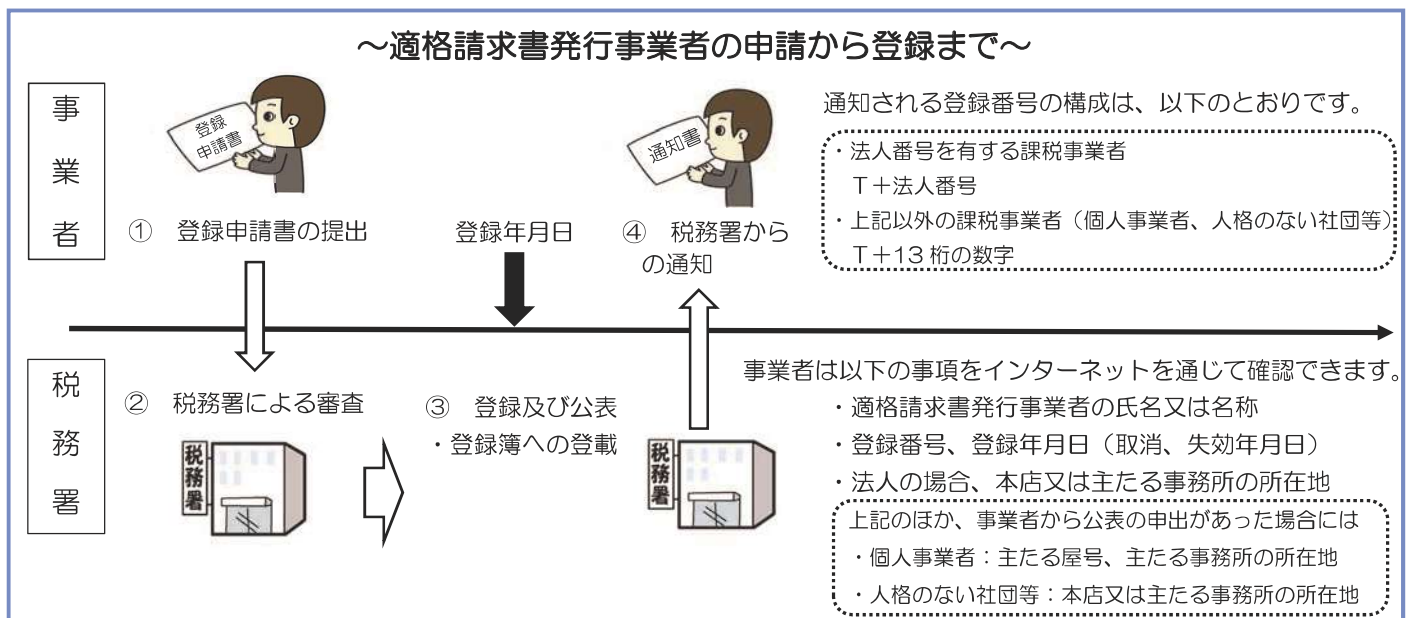 ～適格請求書発行事業者の申請から登録まで～
事業者
登録
申請書
① 登録申請書の提出
登録年月日
通知書
④ 税務署から
の通知
通知される登録番号の構成は、以下のとおりです。
・法人番号を有する課税事業者
T＋法人番号
・上記以外の課税事業者（個人事業者、人格のない社団等）
T＋13桁の数字
税務署
② 税務署による審査
税務署
③ 登録及び公表
・登録簿への登載
税務署
事業者は以下の事項をインターネットを通じて確認できます。
・適格請求書発行事業者の氏名又は名称
・登録番号、登録年月日（取消、失効年月日）
・法人の場合、本店又は主たる事務所の所在地
上記のほか、事業者から公表の申出があった場合には
・個人事業者：主たる屋号、主たる事務所の所在地
・人格のない社団等：本店又は主たる事務所の所在地